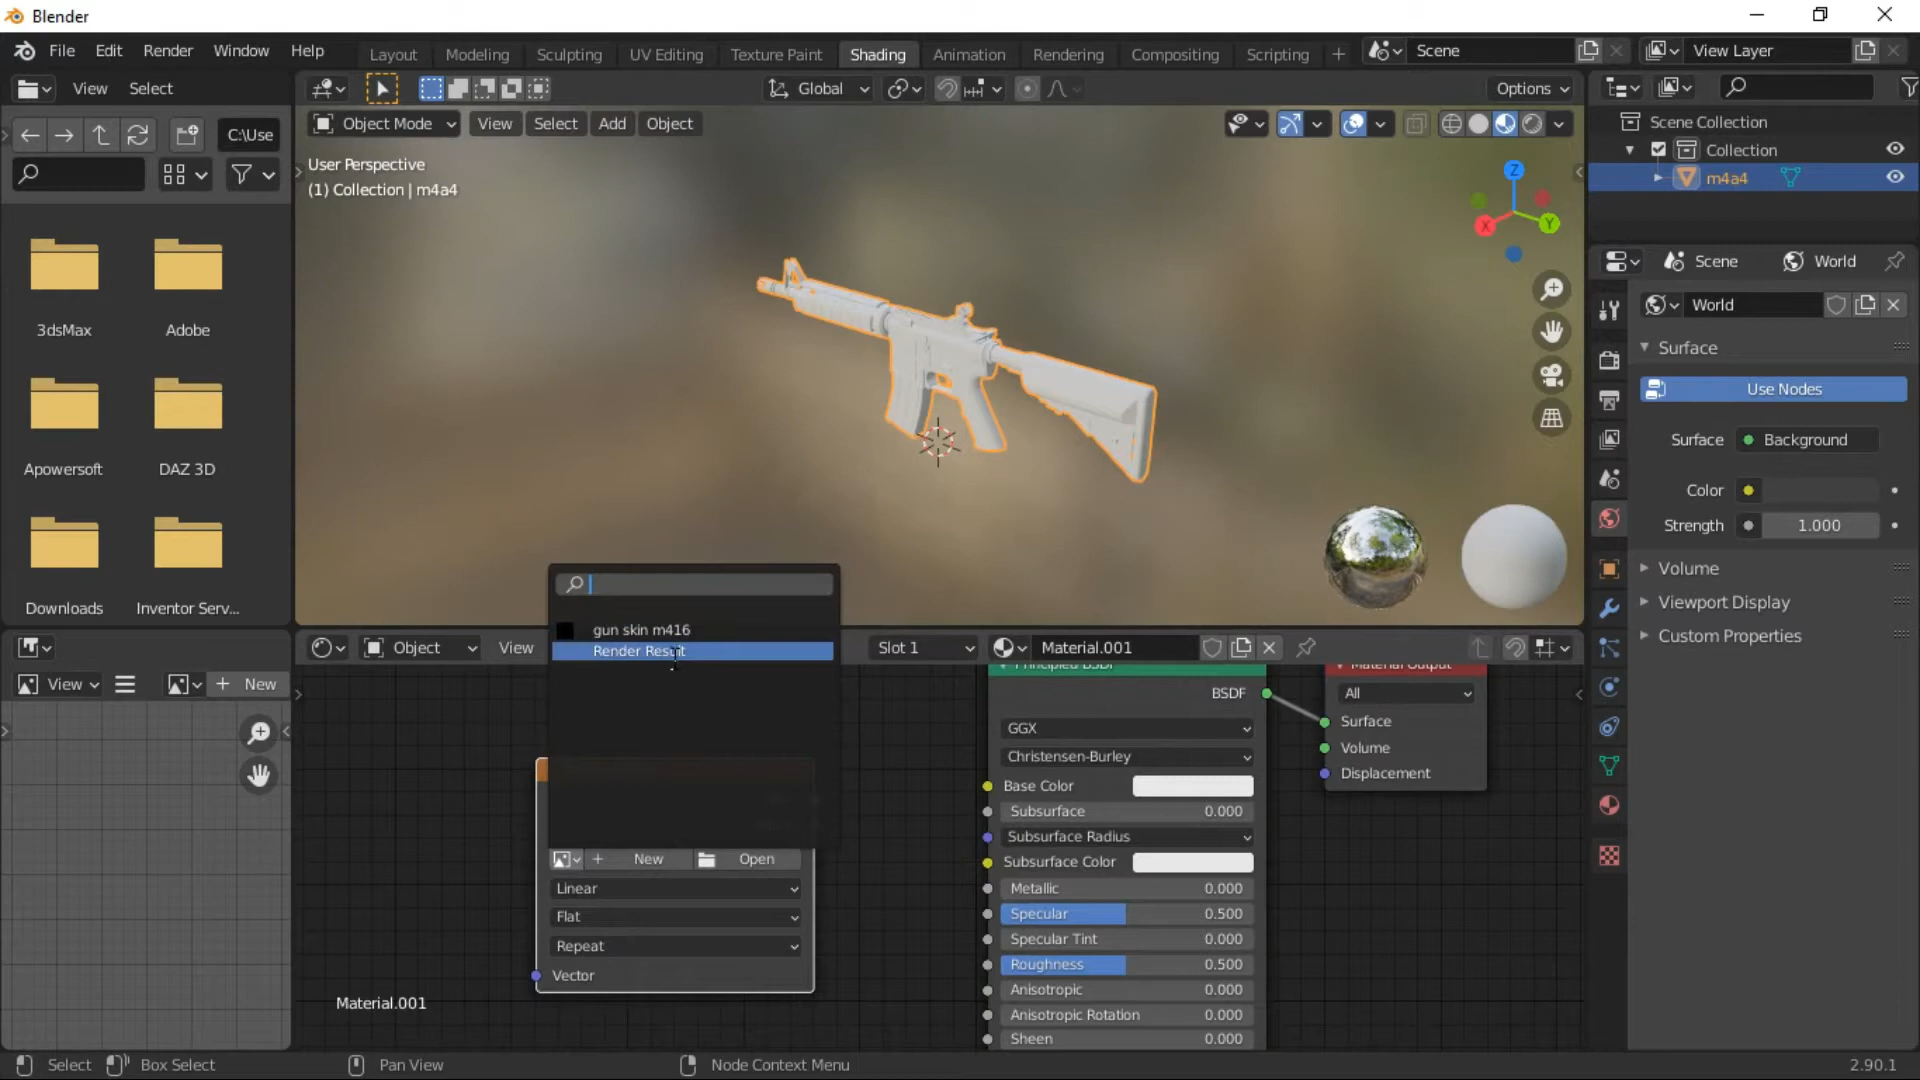 Blender
File Edit Render Window Help Layout Modeling Sculpting UV Editing Texture Paint Shading Animation Rendering Compositing Scripting + Scene View Layer
View Select Global Options
C:\Use Object Mode View Select Add Object Scene Collection
User Perspective Collection
(1) Collection | m4a4 m4a4
Z
X Y
Scene World
3dsMax Adobe World
Surface
Use Nodes
Surface Background
Apowersoft DAZ 3D
Color
Strength 1.000
Volume
Downloads Inventor Serv... Viewport Display
gun skin m416 Custom Properties
Object View Render Result Slot 1 Material.001
View + New Principled BSDF Material Output
BSDF All
Surface
GGX Volume
Christensen-Burley Displacement
Base Color
Subsurface 0.000
Subsurface Radius
+ New Open Subsurface Color
Linear Metallic 0.000
Flat Specular 0.500
Repeat Specular Tint 0.000
Vector Roughness 0.500
Material.001 Anisotropic 0.000
Anisotropic Rotation 0.000
Sheen 0.000
Select Box Select Pan View Node Context Menu 2.90.1